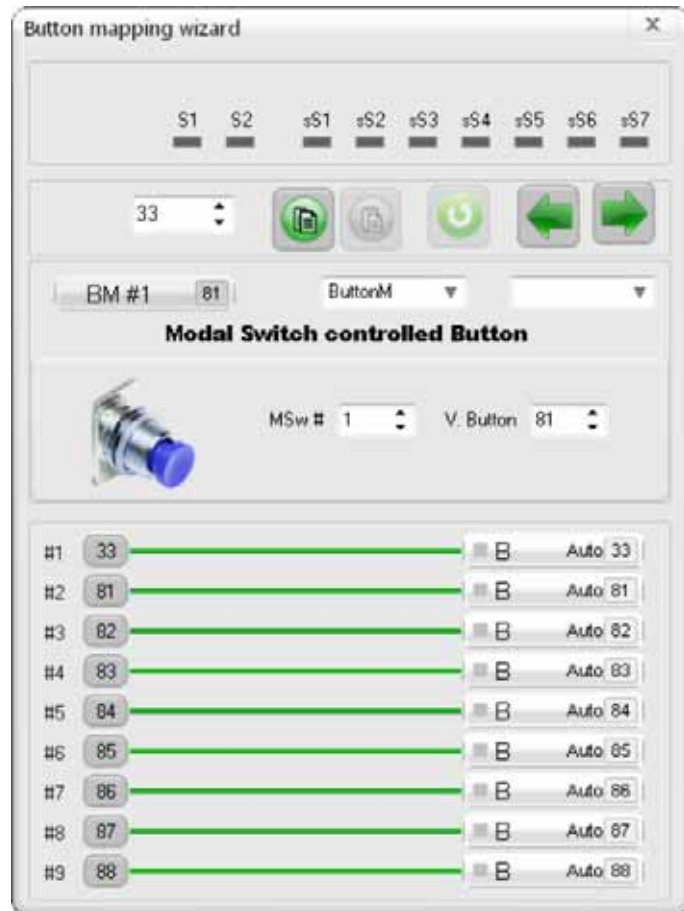 Button mapping wizard x
S1 S2 sS1 sS2 sS3 sS4 sS5 sS6 sS7
33
BM #1 81 ButtonM
Modal Switch controlled Button
MSw # 1 V. Button 81
#1 33 B Auto 33
#2 81 B Auto 81
#3 82 B Auto 82
#4 83 B Auto 83
#5 84 B Auto 84
#6 85 B Auto 85
#7 86 B Auto 86
#8 87 B Auto 87
#9 88 B Auto 88